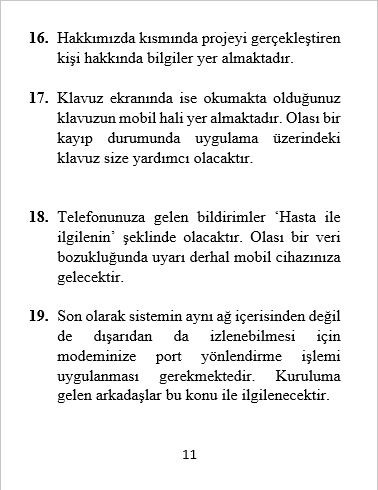 16. Hakkımızda kısmında projeyi gerçekleştiren
kişi hakkında bilgiler yer almaktadır.
17. Klavuz ekranında ise okumakta olduğunuz
klavuzun mobil hali yer almaktadır. Olası bir
kayıp durumunda uygulama üzerindeki
klavuz size yardımcı olacaktır.
18. Telefonunuza gelen bildirimler ‘Hasta ile
ilgilenin’ şeklinde olacaktır. Olası bir veri
bozukluğunda uyarı derhal mobil cihazınıza
gelecektir.
19. Son olarak sistemin aynı ağ içerisinden değil
de dışarıdan da izlenebilmesi için
modeminize port yönlendirme işlemi
uygulanması gerekmektedir. Kuruluma
gelen arkadaşlar bu konu ile ilgilenecektir.
11